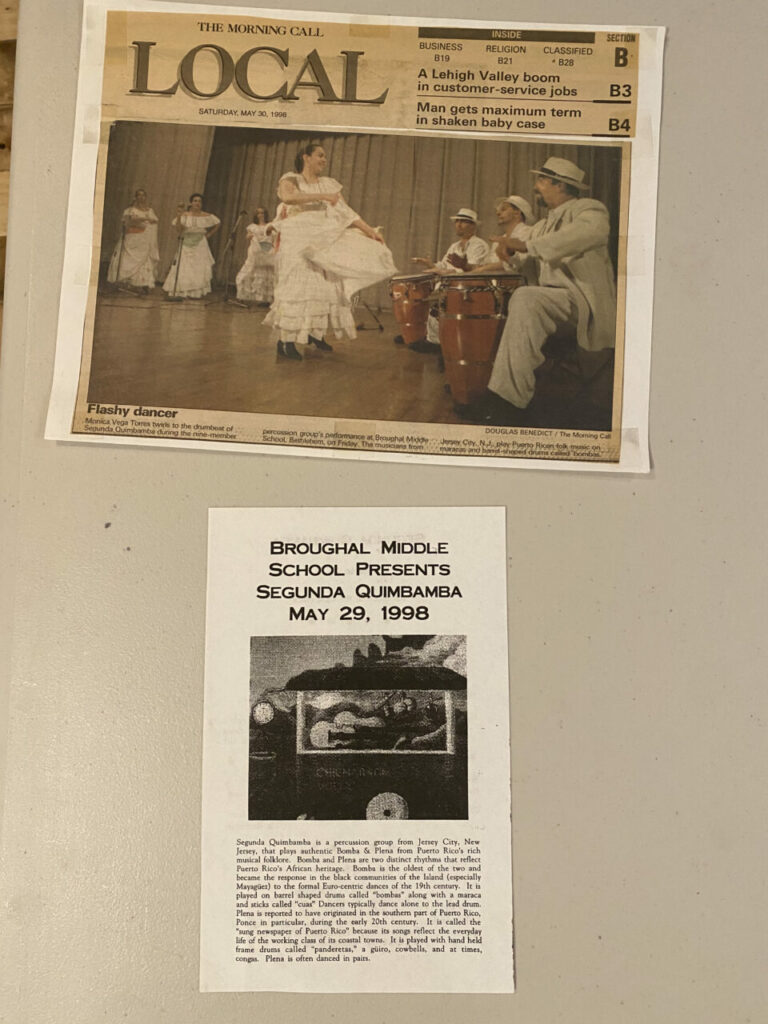 THE MORNING CALL
LOCAL
SATURDAY, MAY 30, 1998
INSIDE
BUSINESS
B19
RELIGION
B21
CLASSIFIED
B28
SECTION
B
A Lehigh Valley boom
in customer-service jobs
B3
Man gets maximum term
in shaken baby case
B4
DOUGLAS BENEDICT / The Morning Call
Flashy dancer
Monica Vega Torres twirls to the drumbeat of
Segunda Quimbamba during the nine-member
percussion group's performance at Broughal Middle
School, Bethlehem, on Friday. The musicians from
Jersey City, N.J., play Puerto Rican folk music on
maracas and barrel-shaped drums called 'bombas.'
BROUGHAL MIDDLE
SCHOOL PRESENTS
SEGUNDA QUIMBAMBA
MAY 29, 1998
Segunda Quimbamba is a percussion group from Jersey City, New
Jersey, that plays authentic Bomba & Plena from Puerto Rico's rich
musical folklore. Bomba and Plena are two distinct rhythms that reflect
Puerto Rico's African heritage. Bomba is the oldest of the two and
became the response in the black communities of the Island (especially
Mayagüez) to the formal Euro-centric dances of the 19th century. It is
played on barrel shaped drums called "bombas" along with a maraca
and sticks called "cuas" Dancers typically dance alone to the lead drum.
Plena is reported to have originated in the southern part of Puerto Rico,
Ponce in particular, during the early 20th century. It is called the
"sung newspaper of Puerto Rico" because its songs reflect the everyday
life of the working class of its coastal towns. It is played with hand held
frame drums called "panderetas," a güiro, cowbells, and at times,
congas. Plena is often danced in pairs.